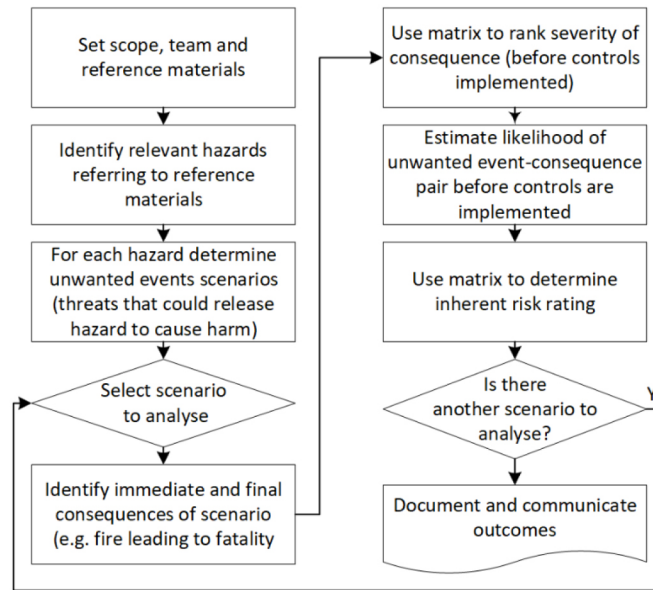 Set scope, team and
reference materials
Identify relevant hazards
referring to reference
materials
For each hazard determine
unwanted events scenarios
(threats that could release
hazard to cause harm)
Select scenario
to analyse
Identify immediate and final
consequences of scenario
(e.g. fire leading to fatality
Use matrix to rank severity of
consequence (before controls
implemented)
Estimate likelihood of
unwanted event-consequence
pair before controls are
implemented
Use matrix to determine
inherent risk rating
Is there
another scenario to
analyse?
Y
Document and communicate
outcomes